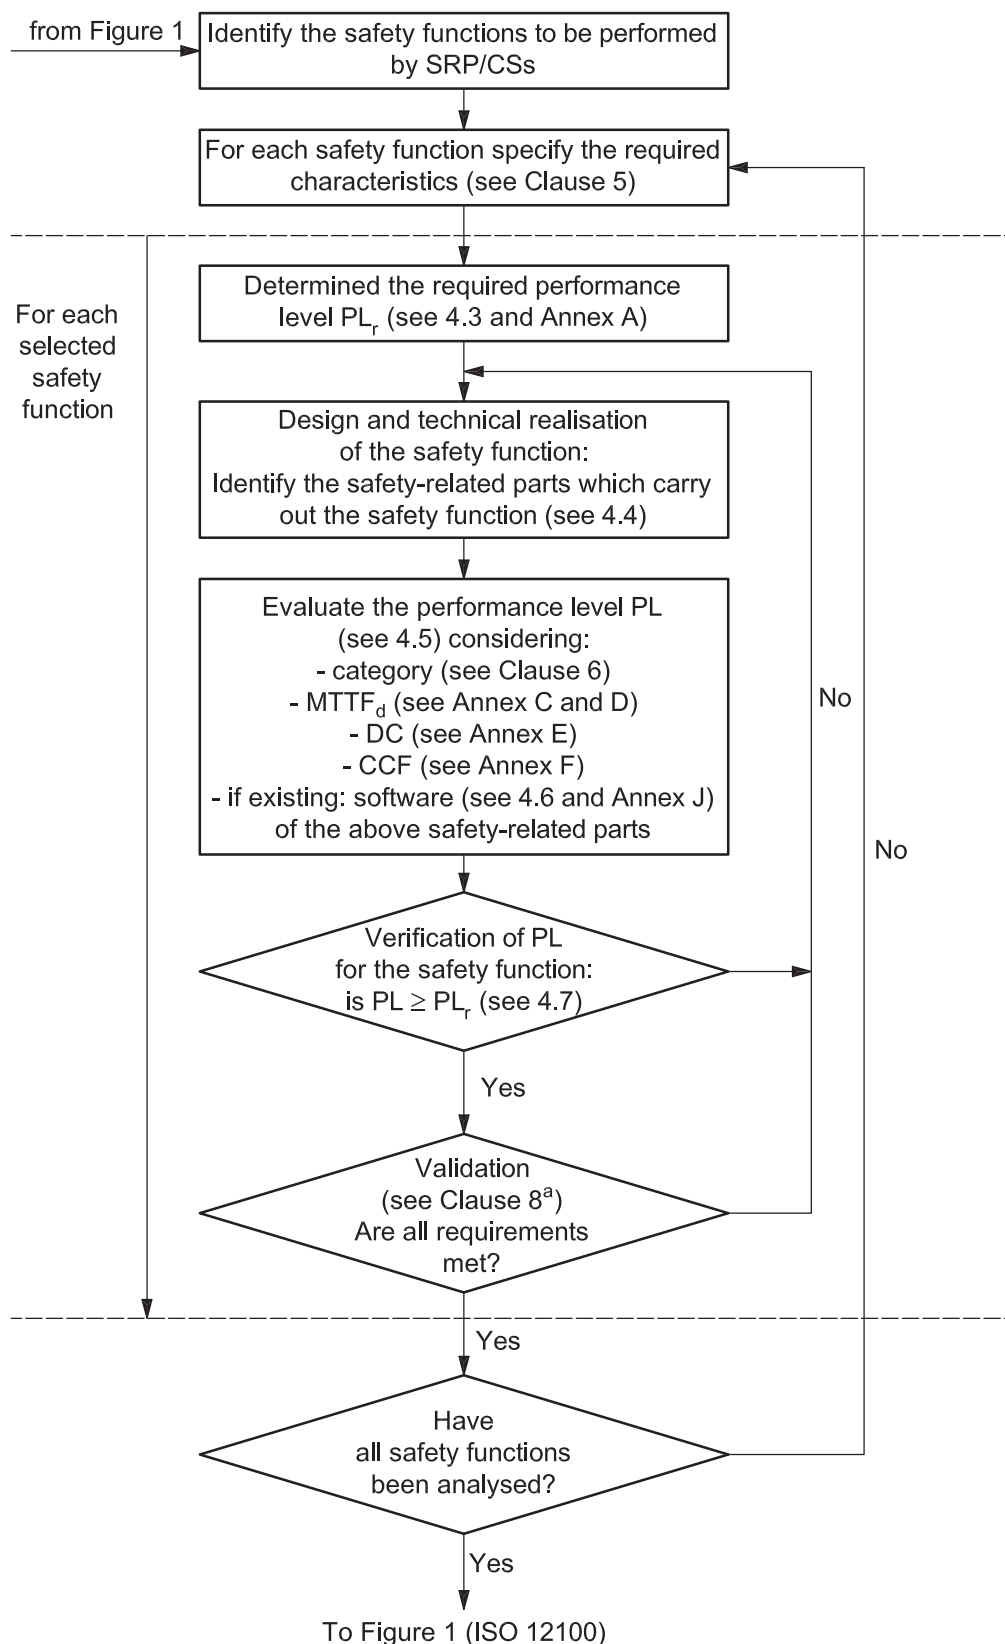 from Figure 1
Identify the safety functions to be performed
by SRP/CSs
For each safety function specify the required
characteristics (see Clause 5)
For each
selected
safety
function
Determined the required performance
level PLr (see 4.3 and Annex A)
Design and technical realisation
of the safety function:
Identify the safety-related parts which carry
out the safety function (see 4.4)
Evaluate the performance level PL
(see 4.5) considering:
- category (see Clause 6)
- MTTFd (see Annex C and D)
- DC (see Annex E)
- CCF (see Annex F)
- if existing: software (see 4.6 and Annex J)
of the above safety-related parts
No
No
Verification of PL
for the safety function:
is PL ≥ PLr (see 4.7)
Yes
Validation
(see Clause 8a)
Are all requirements
met?
Yes
Have
all safety functions
been analysed?
Yes
To Figure 1 (ISO 12100)